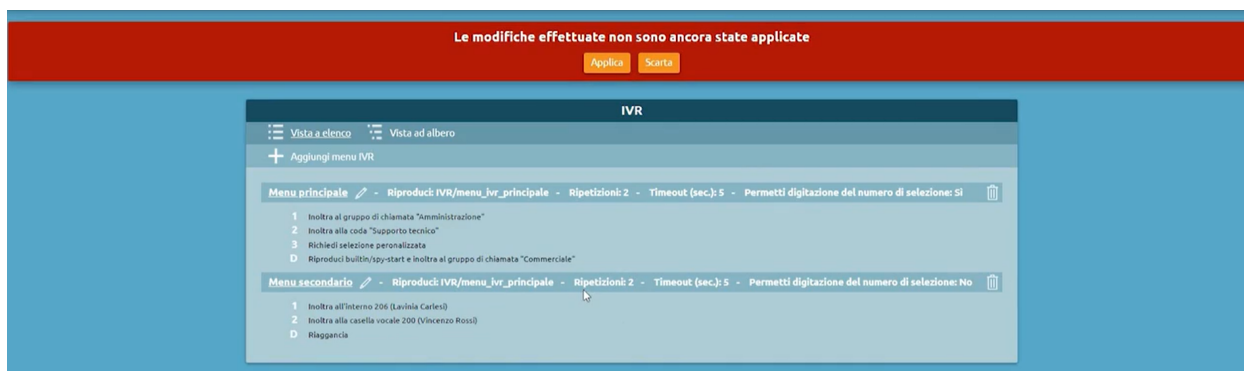 Le modifiche effettuate non sono ancora state applicate
Applica Scarta
IVR
Vista a elenco Vista ad albero
Aggiungi menu IVR
Menu principale - Riproduci: IVR/menu_ivr_principale - Ripetizioni: 2 - Timeout (sec.): 5 - Permetti digitazione del numero di selezione: Sì
1 Inoltra al gruppo di chiamata "Amministrazione"
2 Inoltra alla coda "Supporto tecnico"
3 Richiedi selezione peronalizzata
D Riproduci builtin/spy-start e inoltra al gruppo di chiamata "Commerciale"
Menu secondario - Riproduci: IVR/menu_ivr_principale - Ripetizioni: 2 - Timeout (sec.): 5 - Permetti digitazione del numero di selezione: No
1 Inoltra all'interno 206 (Lavinia Carlesi)
2 Inoltra alla casella vocale 200 (Vincenzo Rossi)
D Riaggancia